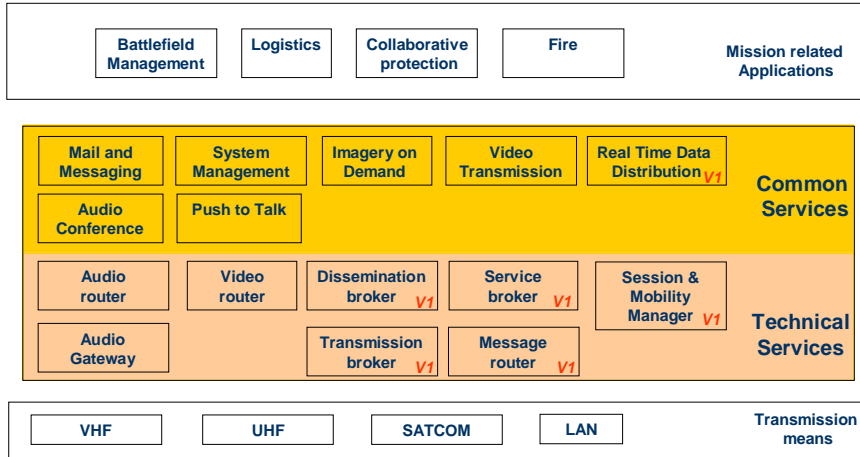 Battlefield
Management
Logistics
Collaborative
protection
Fire
Mission related
Applications
Mail and
Messaging
System
Management
Imagery on
Demand
Video
Transmission
Real Time Data
Distribution V1
Common
Services
Audio
Conference
Push to Talk
Audio
router
Video
router
Dissemination
broker V1
Service
broker V1
Session &
Mobility
Manager V1
Technical
Services
Audio
Gateway
Transmission
broker V1
Message
router V1
VHF
UHF
SATCOM
LAN
Transmission
means